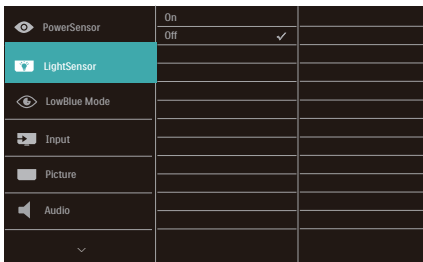 PowerSensor
On
Off
LightSensor
LowBlue Mode
Input
Picture
Audio